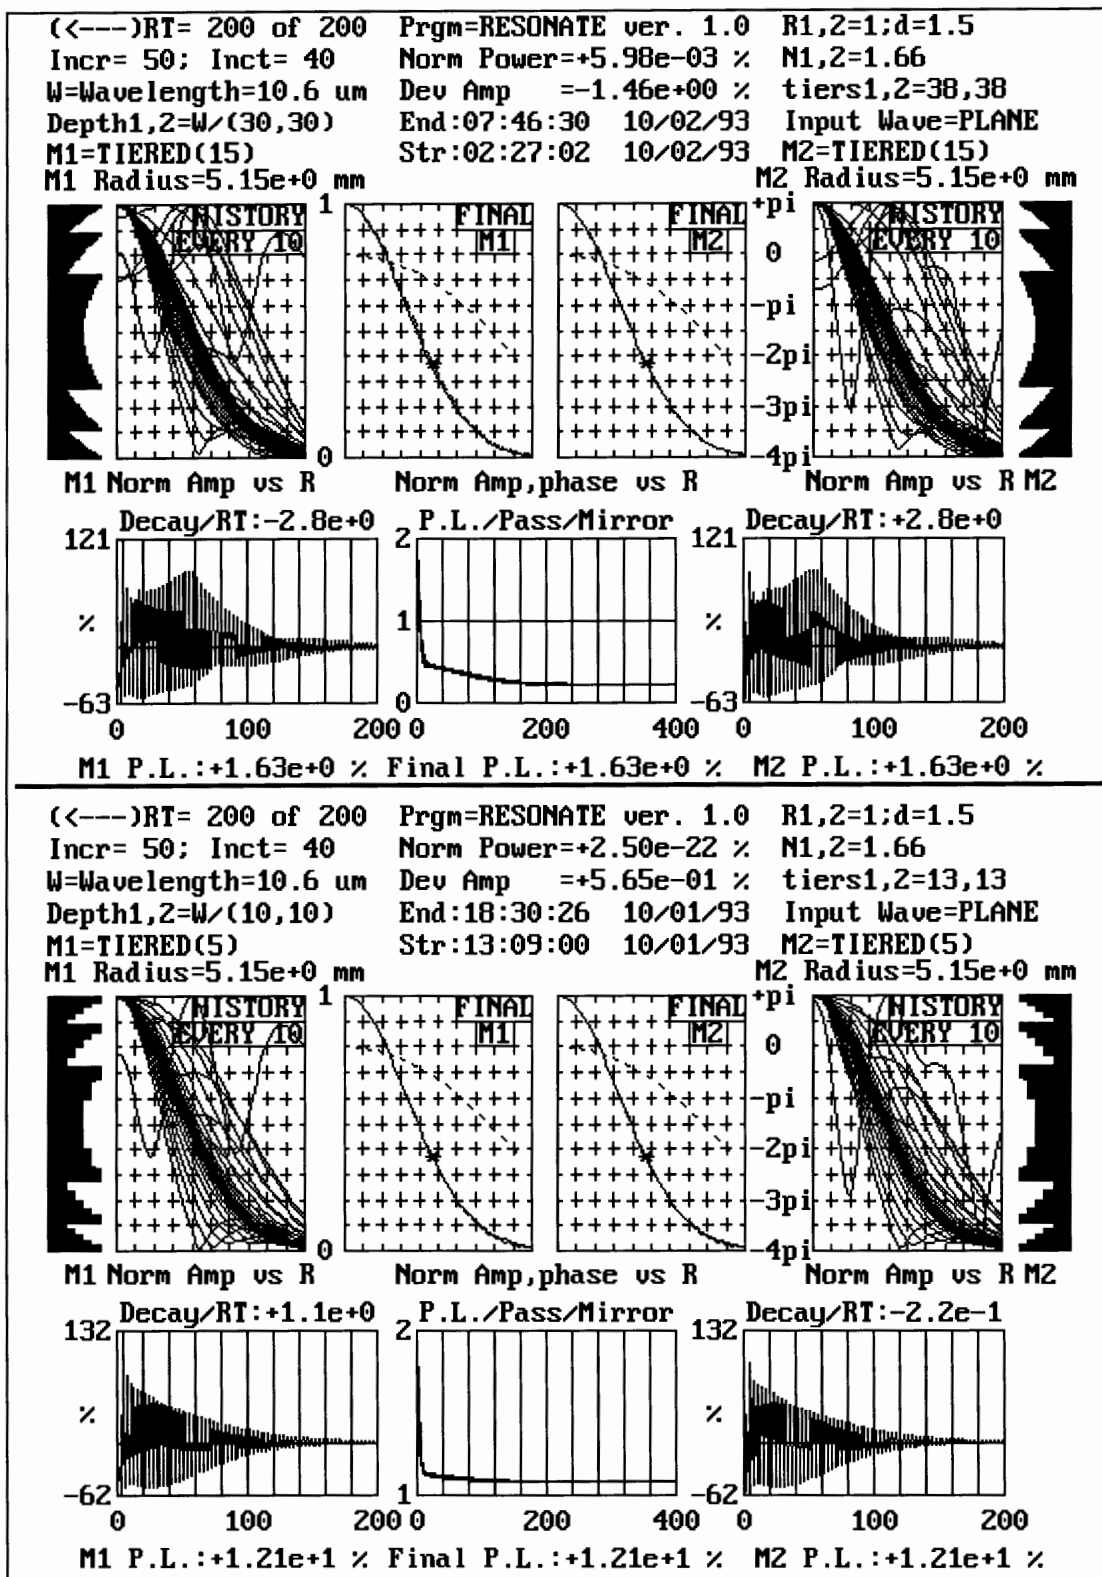 (<---)RT= 200 of 200 Prgm=RESONATE ver. 1.0 R1,2=1;d=1.5
Incr= 50; Inct= 40 Norm Power=+5.98e-03 % N1,2=1.66
W=Wavelength=10.6 um Dev Amp =-1.46e+00 % tiers1,2=38,38
Depth1,2=W/(30,30) End:07:46:30 10/02/93 Input Wave=PLANE
M1=TIERED(15) Str:02:27:02 10/02/93 M2=TIERED(15)
M1 Radius=5.15e+0 mm M2 Radius=5.15e+0 mm
HISTORY 1 FINAL FINAL +pi HISTORY
EVERY 10 M1 M2 0 EVERY 10
-pi
-2pi
-3pi
0 -4pi
M1 Norm Amp vs R Norm Amp,phase vs R Norm Amp vs R M2
Decay/RT:-2.8e+0 P.L./Pass/Mirror Decay/RT:+2.8e+0
121 2 121
% 1 %
-63 0 -63
0 100 200 0 200 400 0 100 200
M1 P.L.:+1.63e+0 % Final P.L.:+1.63e+0 % M2 P.L.:+1.63e+0 %
(<---)RT= 200 of 200 Prgm=RESONATE ver. 1.0 R1,2=1;d=1.5
Incr= 50; Inct= 40 Norm Power=+2.50e-22 % N1,2=1.66
W=Wavelength=10.6 um Dev Amp =+5.65e-01 % tiers1,2=13,13
Depth1,2=W/(10,10) End:18:30:26 10/01/93 Input Wave=PLANE
M1=TIERED(5) Str:13:09:00 10/01/93 M2=TIERED(5)
M1 Radius=5.15e+0 mm M2 Radius=5.15e+0 mm
HISTORY 1 FINAL FINAL +pi HISTORY
EVERY 10 M1 M2 0 EVERY 10
-pi
-2pi
-3pi
0 -4pi
M1 Norm Amp vs R Norm Amp,phase vs R Norm Amp vs R M2
Decay/RT:+1.1e+0 P.L./Pass/Mirror Decay/RT:-2.2e-1
132 2 132
% %
-62 1 -62
0 100 200 0 200 400 0 100 200
M1 P.L.:+1.21e+1 % Final P.L.:+1.21e+1 % M2 P.L.:+1.21e+1 %